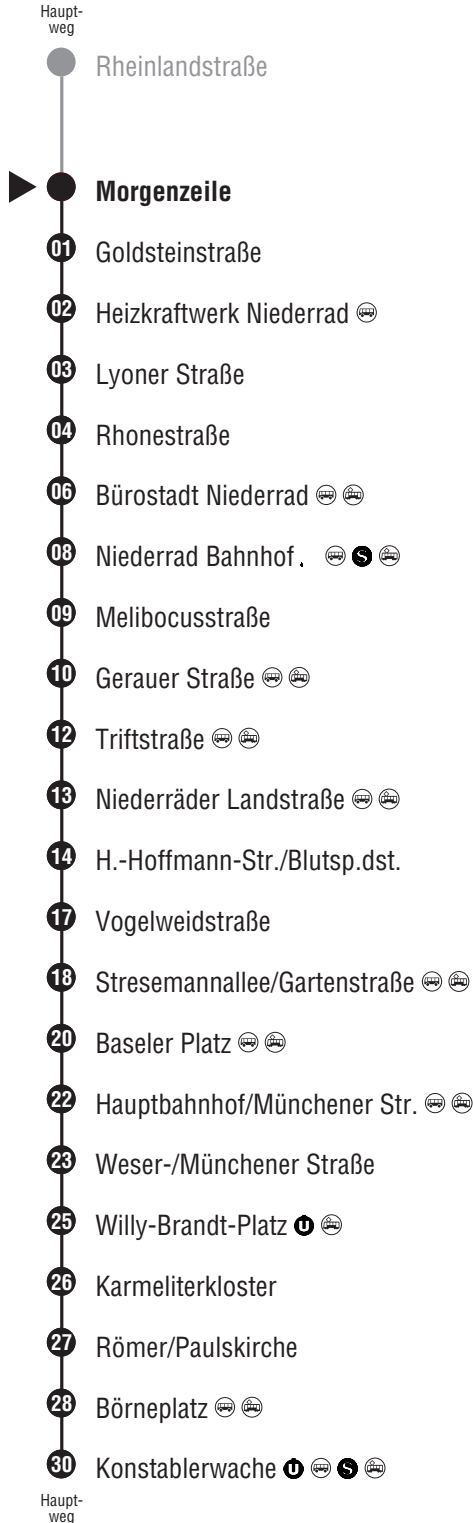 Haupt-
weg
Rheinlandstraße
Morgenzeile
01 Goldsteinstraße
02 Heizkraftwerk Niederrad
03 Lyoner Straße
04 Rhonestraße
06 Bürostadt Niederrad
08 Niederrad Bahnhof . S
09 Melibocusstraße
10 Gerauer Straße
12 Triftstraße
13 Niederräder Landstraße
14 H.-Hoffmann-Str./Blutsp.dst.
17 Vogelweidstraße
18 Stresemannallee/Gartenstraße
20 Baseler Platz
22 Hauptbahnhof/Münchener Str.
23 Weser-/Münchener Straße
25 Willy-Brandt-Platz U
26 Karmeliterkloster
27 Römer/Paulskirche
28 Börneplatz
30 Konstablerwache U S
Haupt-
weg